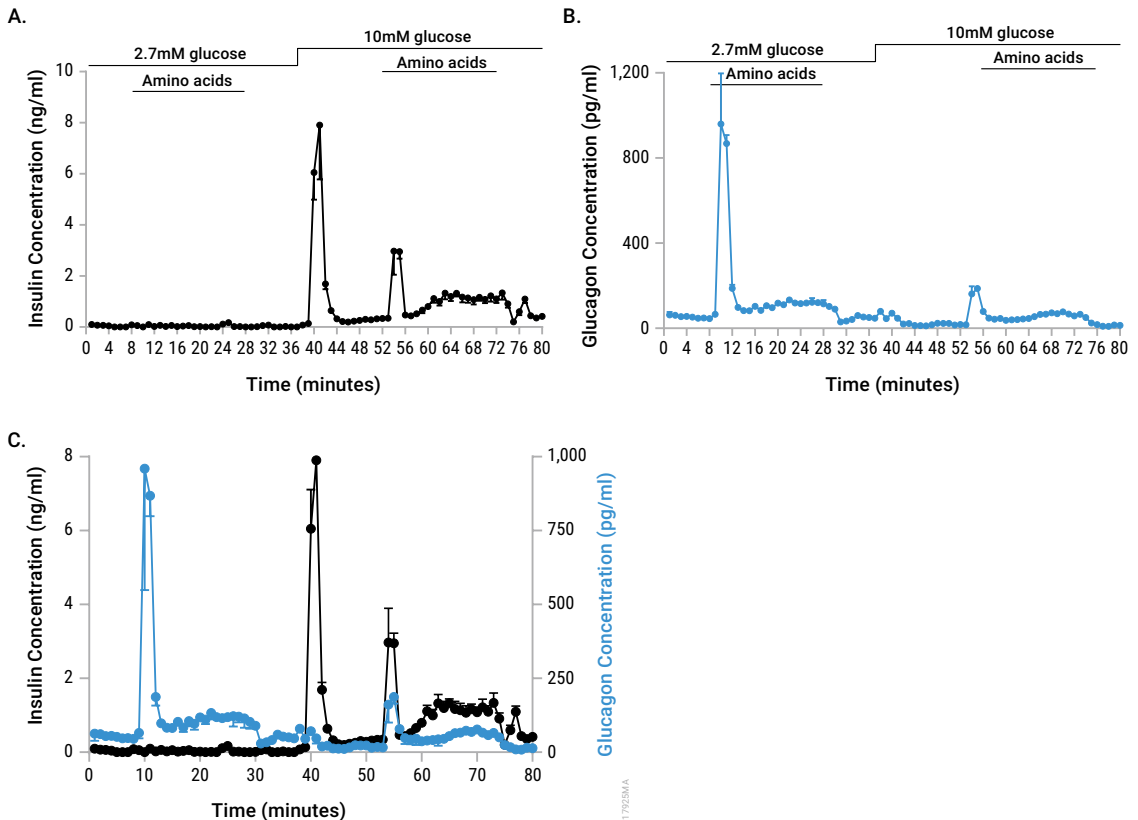 A.
2.7mM glucose
10mM glucose
Amino acids
Amino acids
Insulin Concentration (ng/ml)
10
8
6
4
2
0
0 4 8 12 16 20 24 28 32 36 40 44 48 52 56 60 64 68 72 76 80
Time (minutes)
B.
2.7mM glucose
10mM glucose
Amino acids
Amino acids
Glucagon Concentration (pg/ml)
1,200
800
400
0
0 4 8 12 16 20 24 28 32 36 40 44 48 52 56 60 64 68 72 76 80
Time (minutes)
C.
Insulin Concentration (ng/ml)
8
6
4
2
0
1,000
750
500
250
0
Glucagon Concentration (pg/ml)
0 10 20 30 40 50 60 70 80
Time (minutes)
17925MA